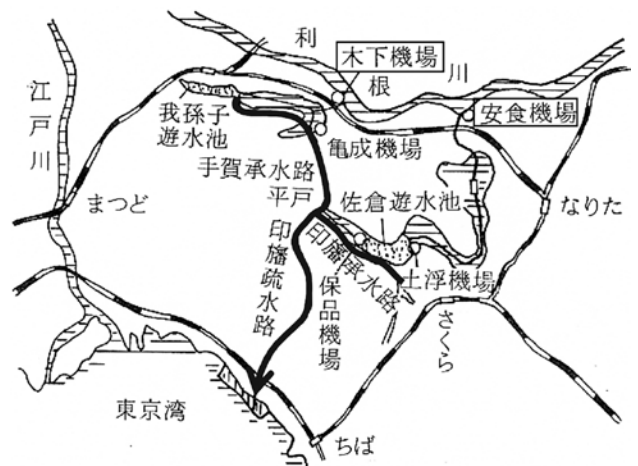 利根川
木下機場
安食機場
江戸川
我孫子
遊水池
亀成機場
手賀承水路
平戸
佐倉遊水池
まつど
なりた
印旛疏水路
印旛承水路
保品機場
土浮機場
さくら
東京湾
ちば